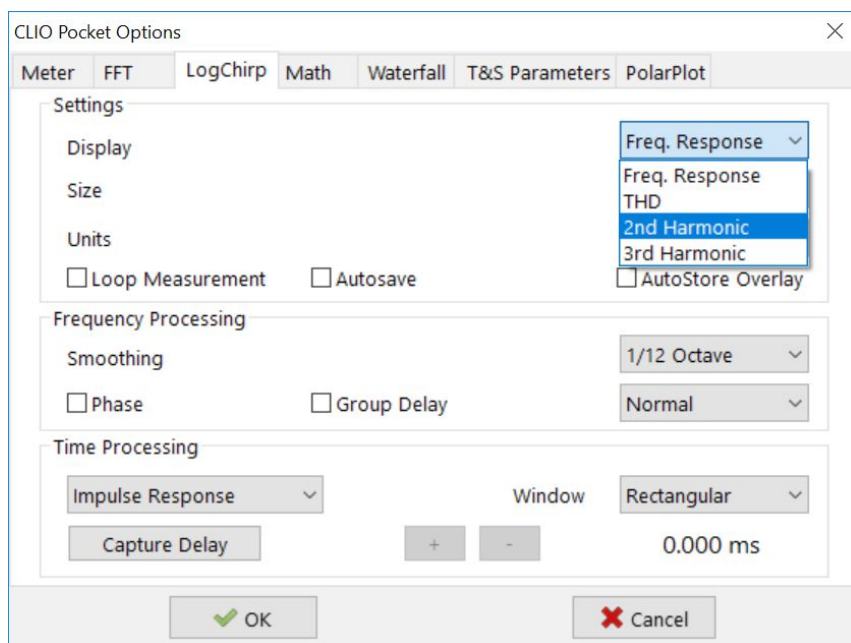 CLIO Pocket Options
Meter FFT LogChirp Math Waterfall T&S Parameters PolarPlot
Settings
Display Freq. Response
Freq. Response
THD
2nd Harmonic
3rd Harmonic
Size
Units
Loop Measurement Autosave AutoStore Overlay
Frequency Processing
Smoothing 1/12 Octave
Phase Group Delay Normal
Time Processing
Impulse Response Window Rectangular
Capture Delay + - 0.000 ms
OK Cancel